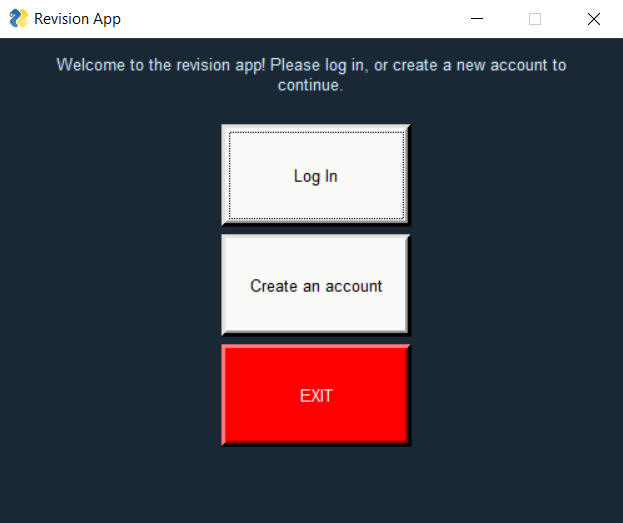 Revision App
Welcome to the revision app! Please log in, or create a new account to
continue.
Log In
Create an account
EXIT